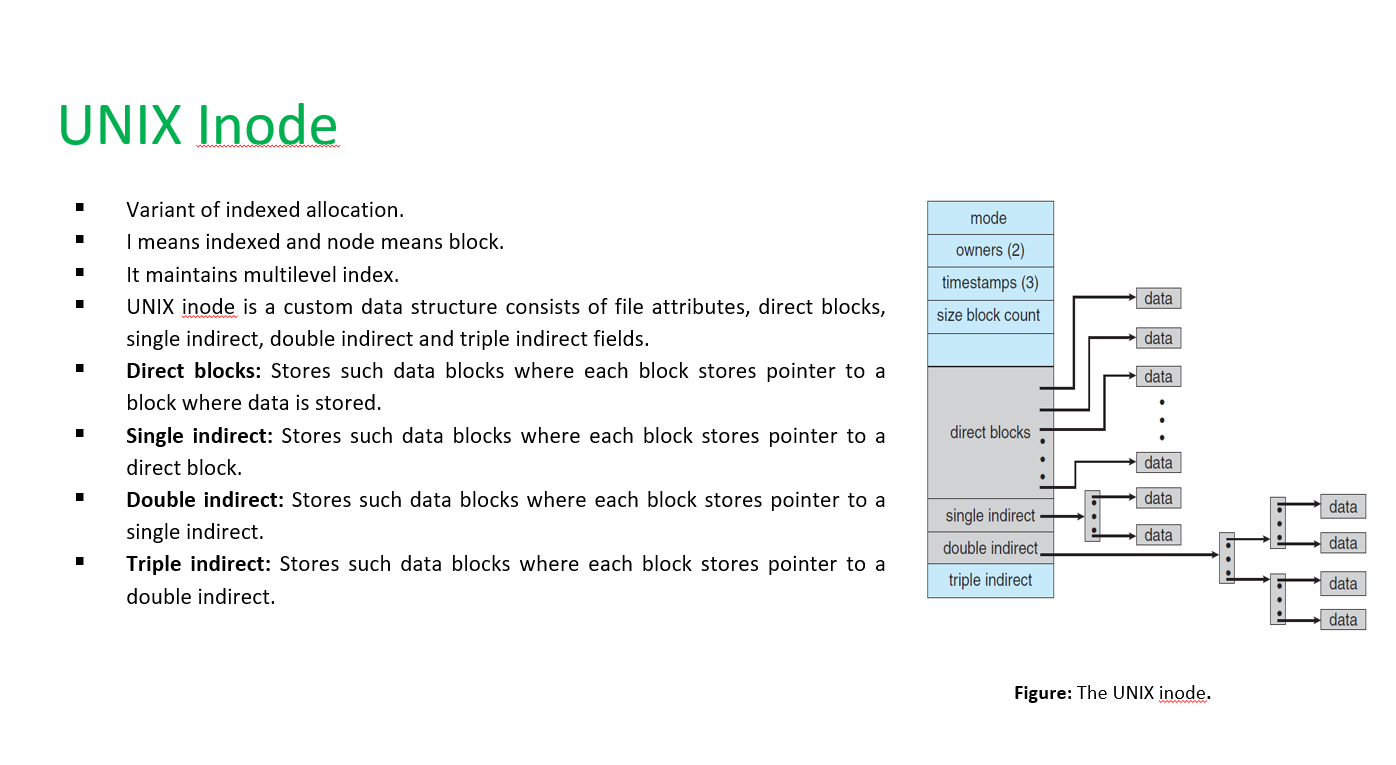 UNIX Inode
▪ Variant of indexed allocation.
▪ I means indexed and node means block.
▪ It maintains multilevel index.
▪ UNIX inode is a custom data structure consists of file attributes, direct blocks,
single indirect, double indirect and triple indirect fields.
▪ Direct blocks: Stores such data blocks where each block stores pointer to a
block where data is stored.
▪ Single indirect: Stores such data blocks where each block stores pointer to a
direct block.
▪ Double indirect: Stores such data blocks where each block stores pointer to a
single indirect.
▪ Triple indirect: Stores such data blocks where each block stores pointer to a
double indirect.
mode
owners (2)
timestamps (3)
size block count
direct blocks
single indirect
double indirect
triple indirect
data
data
data
data
data
data
data
data
data
data
Figure: The UNIX inode.